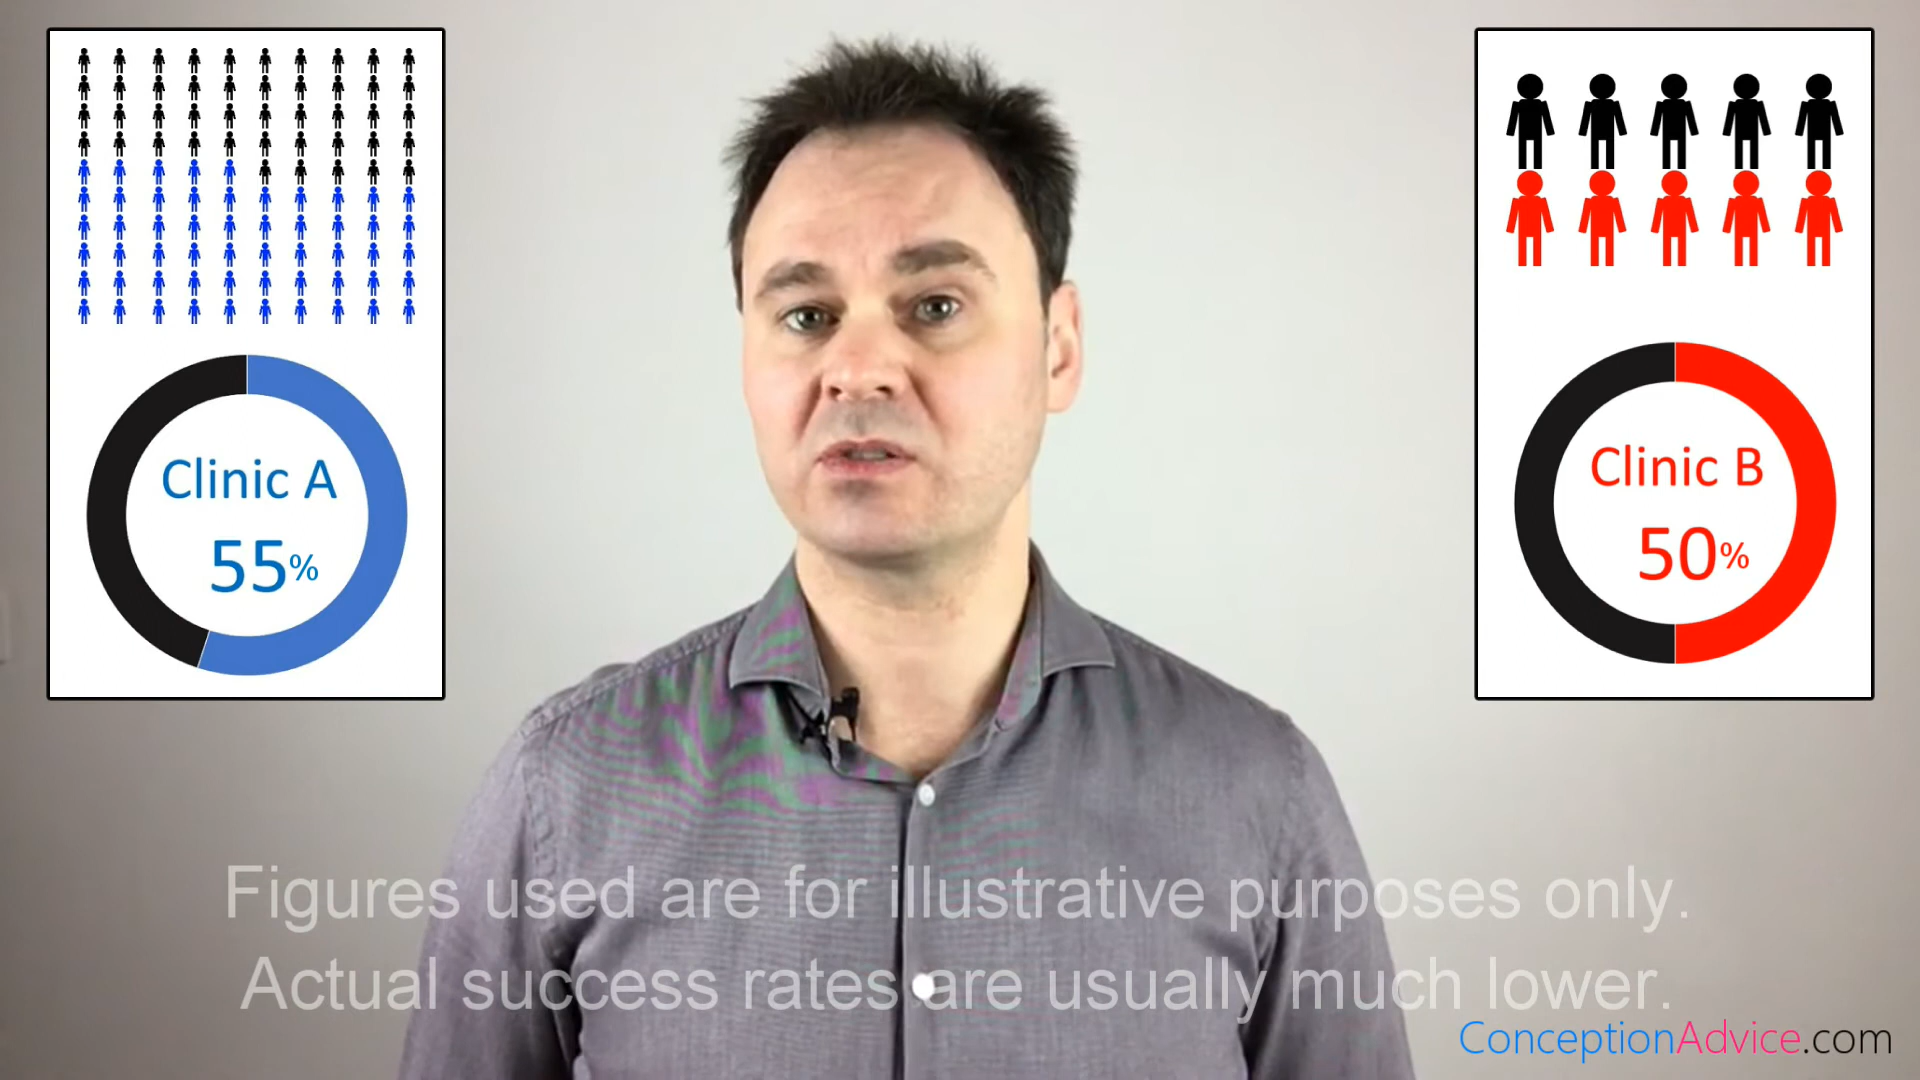 Clinic A
55%
Clinic B
50%
Figures used are for illustrative purposes only.
Actual success rates are usually much lower.
ConceptionAdvice.com